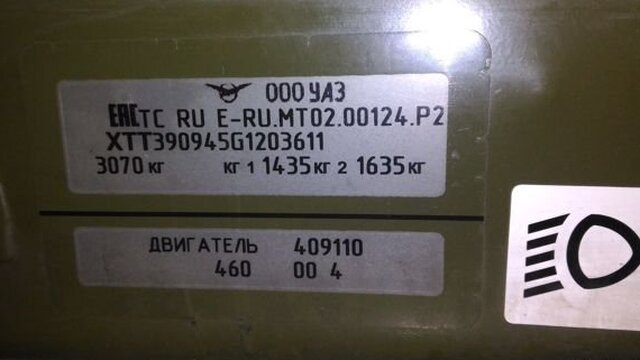 ООО УАЗ
ЕАС ТС RU E-RU.MT02.00124.P2
XTT390945G1203611
3070 кг кг 1 1435 кг 2 1635 кг
ДВИГАТЕЛЬ 409110
460 00 4